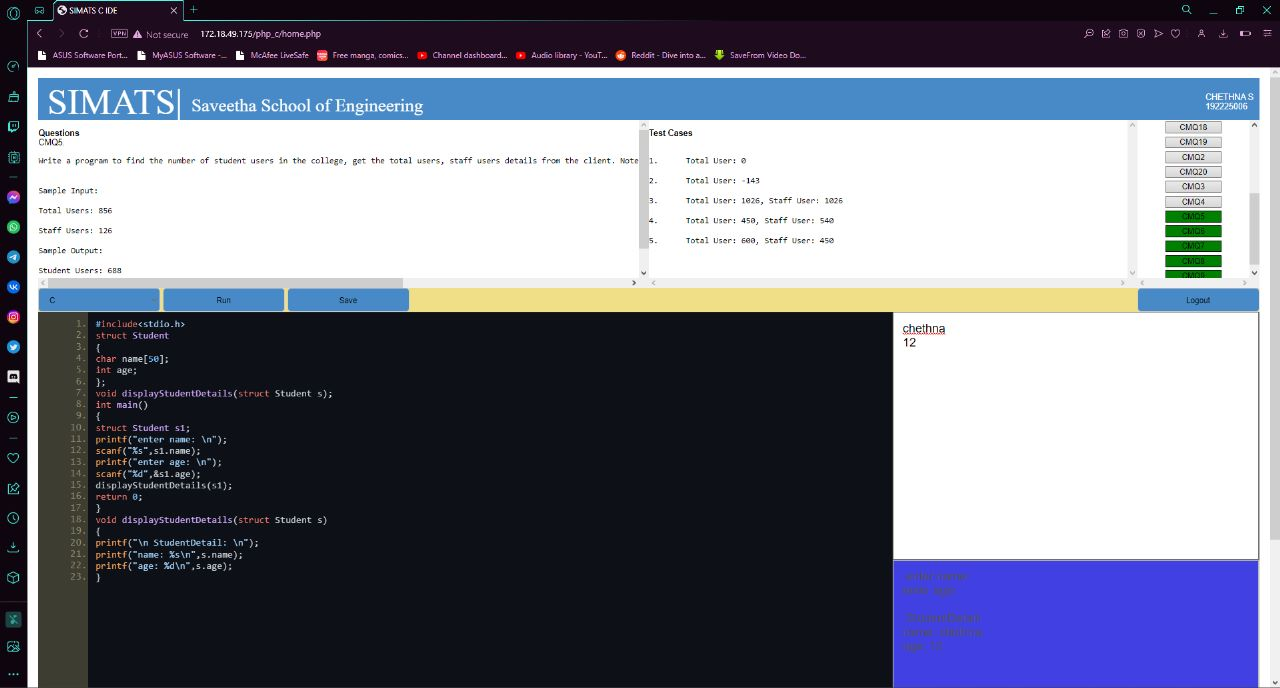 SIMATS C IDE
VPN Not secure 172.18.49.175/php_c/home.php
ASUS Software Port... MyASUS Software -... McAfee LiveSafe Free manga, comics... Channel dashboard... Audio library - YouT... Reddit - Dive into a... SaveFrom Video Do...
SIMATS| Saveetha School of Engineering
CHETHNA S
192225006
Questions
CMQ5
Write a program to find the number of student users in the college, get the total users, staff users details from the client. Note
Sample Input:
Total Users: 856
Staff Users: 126
Sample Output:
Student Users: 688
Test Cases
1. Total User: 0
2. Total User: -143
3. Total User: 1026, Staff User: 1026
4. Total User: 450, Staff User: 540
5. Total User: 600, Staff User: 450
CMQ18
CMQ19
CMQ2
CMQ20
CMQ3
CMQ4
CMQ5
CMQ6
CMQ7
CMQ8
CMQ9
C Run Save Logout
1. #include<stdio.h>
2. struct Student
3. {
4. char name[50];
5. int age;
6. };
7. void displayStudentDetails(struct Student s);
8. int main()
9. {
10. struct Student s1;
11. printf("enter name: \n");
12. scanf("%s",s1.name);
13. printf("enter age: \n");
14. scanf("%d",&s1.age);
15. displayStudentDetails(s1);
16. return 0;
17. }
18. void displayStudentDetails(struct Student s)
19. {
20. printf("\n StudentDetail: \n");
21. printf("name: %s\n",s.name);
22. printf("age: %d\n",s.age);
23. }
chethna
12
enter name:
enter age:
StudentDetail:
name: chethna
age: 12